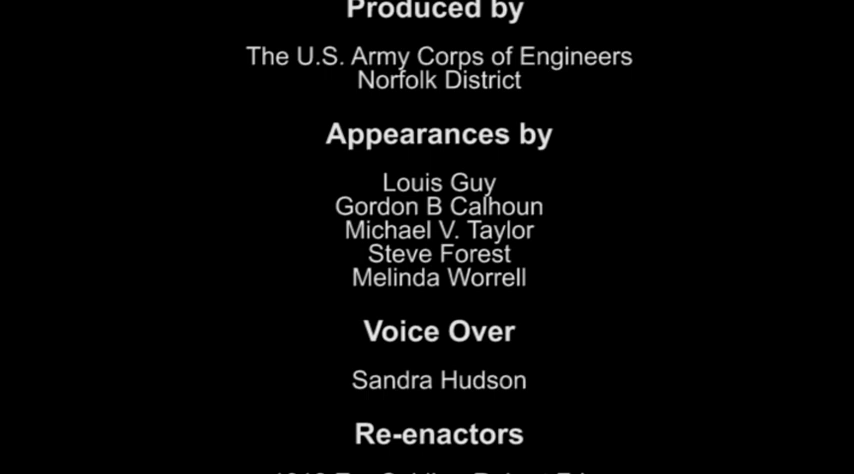 Produced by
The U.S. Army Corps of Engineers
Norfolk District
Appearances by
Louis Guy
Gordon B Calhoun
Michael V. Taylor
Steve Forest
Melinda Worrell
Voice Over
Sandra Hudson
Re-enactors